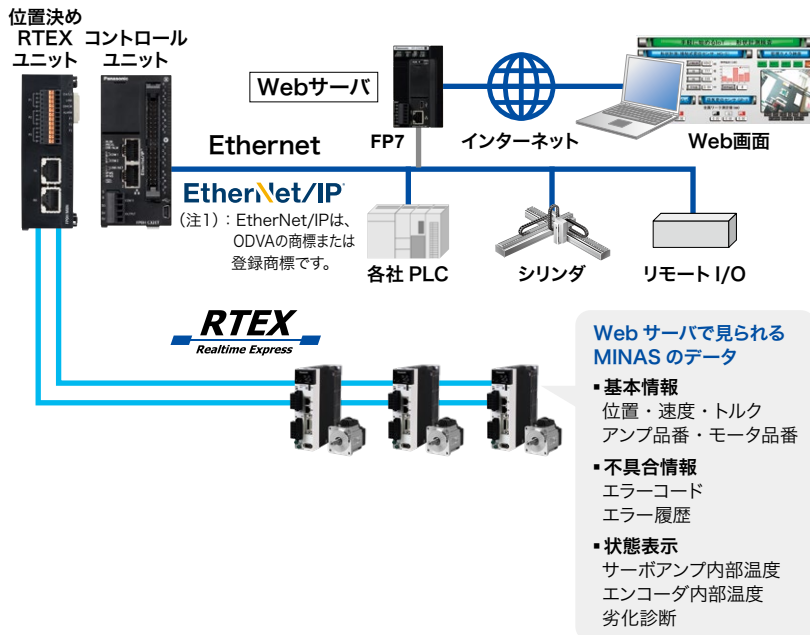 位置決め
RTEX
ユニット
コントロール
ユニット
Panasonic
Webサーバ
FP7
インターネット
Web画面
Ethernet
EtherNet/IP
(注1):EtherNet/IPは、
ODVAの商標または
登録商標です。
各社 PLC
シリンダ
リモート I/O
RTEX
Realtime Express
Web サーバで見られる
MINAS のデータ
▪基本情報
位置・速度・トルク
アンプ品番・モータ品番
▪不具合情報
エラーコード
エラー履歴
▪状態表示
サーボアンプ内部温度
エンコーダ内部温度
劣化診断